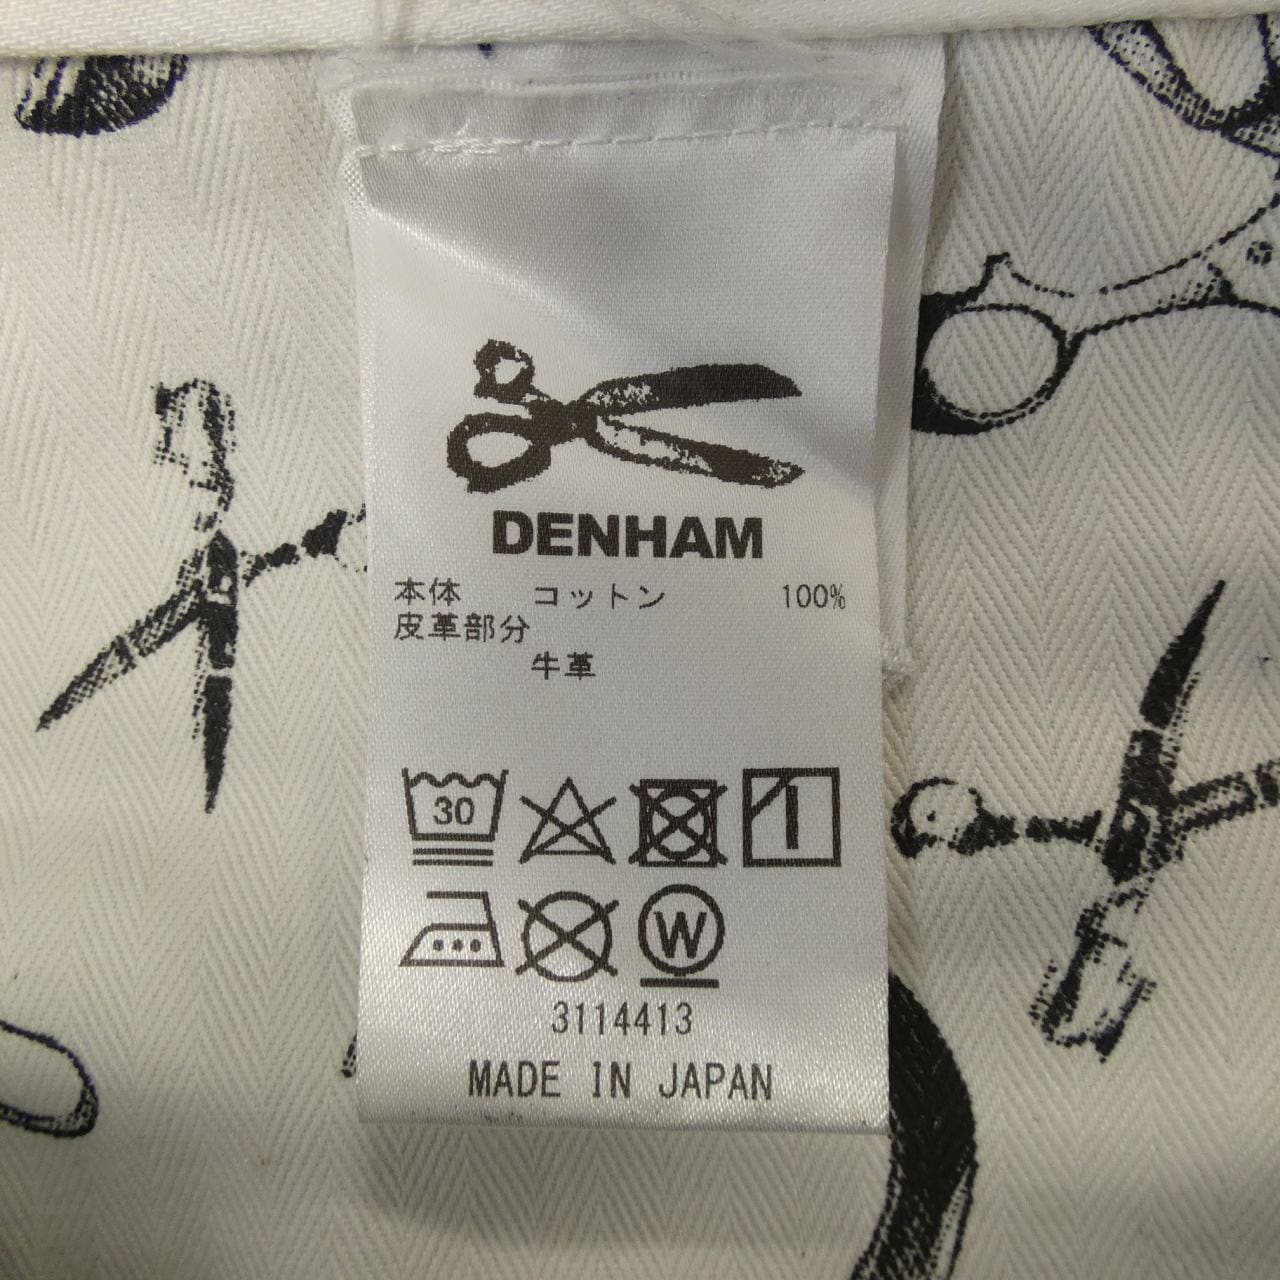 DENHAM
本体 コットン 100%
皮革部分
牛革
30
W
3114413
MADE IN JAPAN